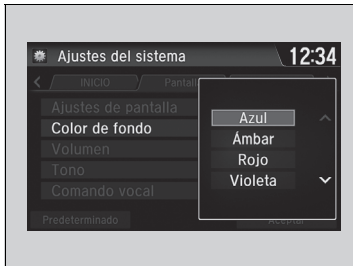 Ajustes del sistema 12:34
INICIO Pantall
Ajustes de pantalla
Color de fondo
Volumen
Tono
Comando vocal
Azul
Ámbar
Rojo
Violeta
Predeterminado Aceptar